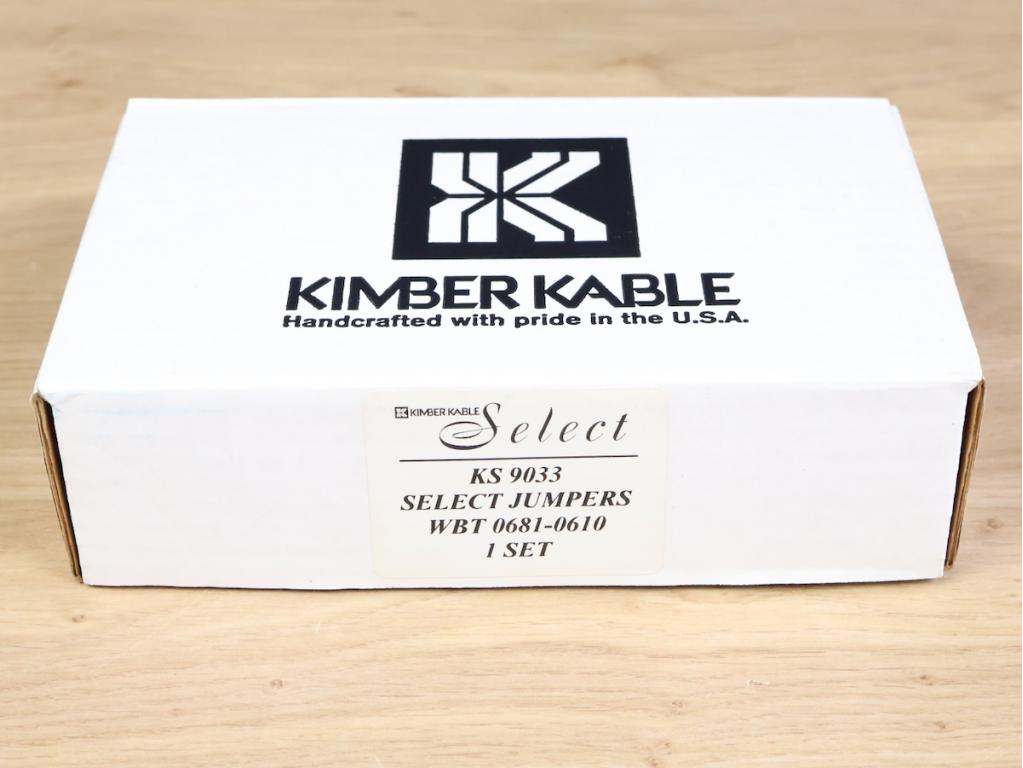 KIMBER KABLE
Handcrafted with pride in the U.S.A.
KIMBER KABLE Select
KS 9033
SELECT JUMPERS
WBT 0681-0610
1 SET